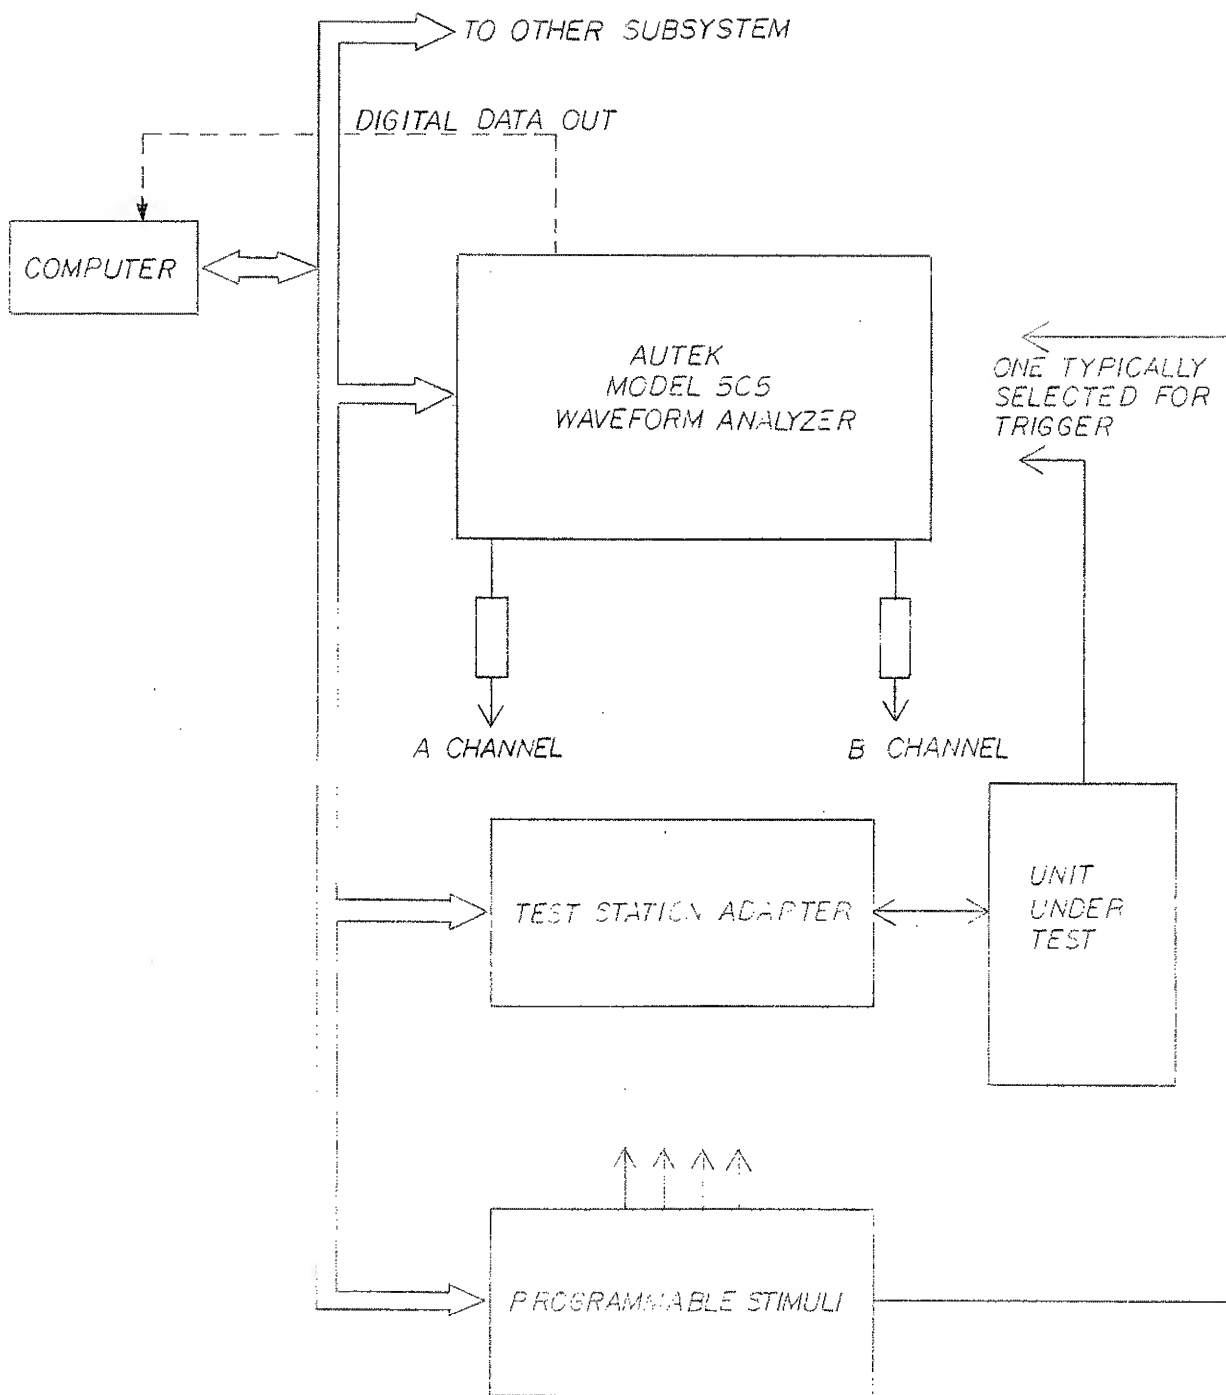 TO OTHER SUBSYSTEM
DIGITAL DATA OUT
COMPUTER
AUTEK
MODEL 5C5
WAVEFORM ANALYZER
ONE TYPICALLY
SELECTED FOR
TRIGGER
A CHANNEL
B CHANNEL
TEST STATION ADAPTER
UNIT
UNDER
TEST
PROGRAMMABLE STIMULI